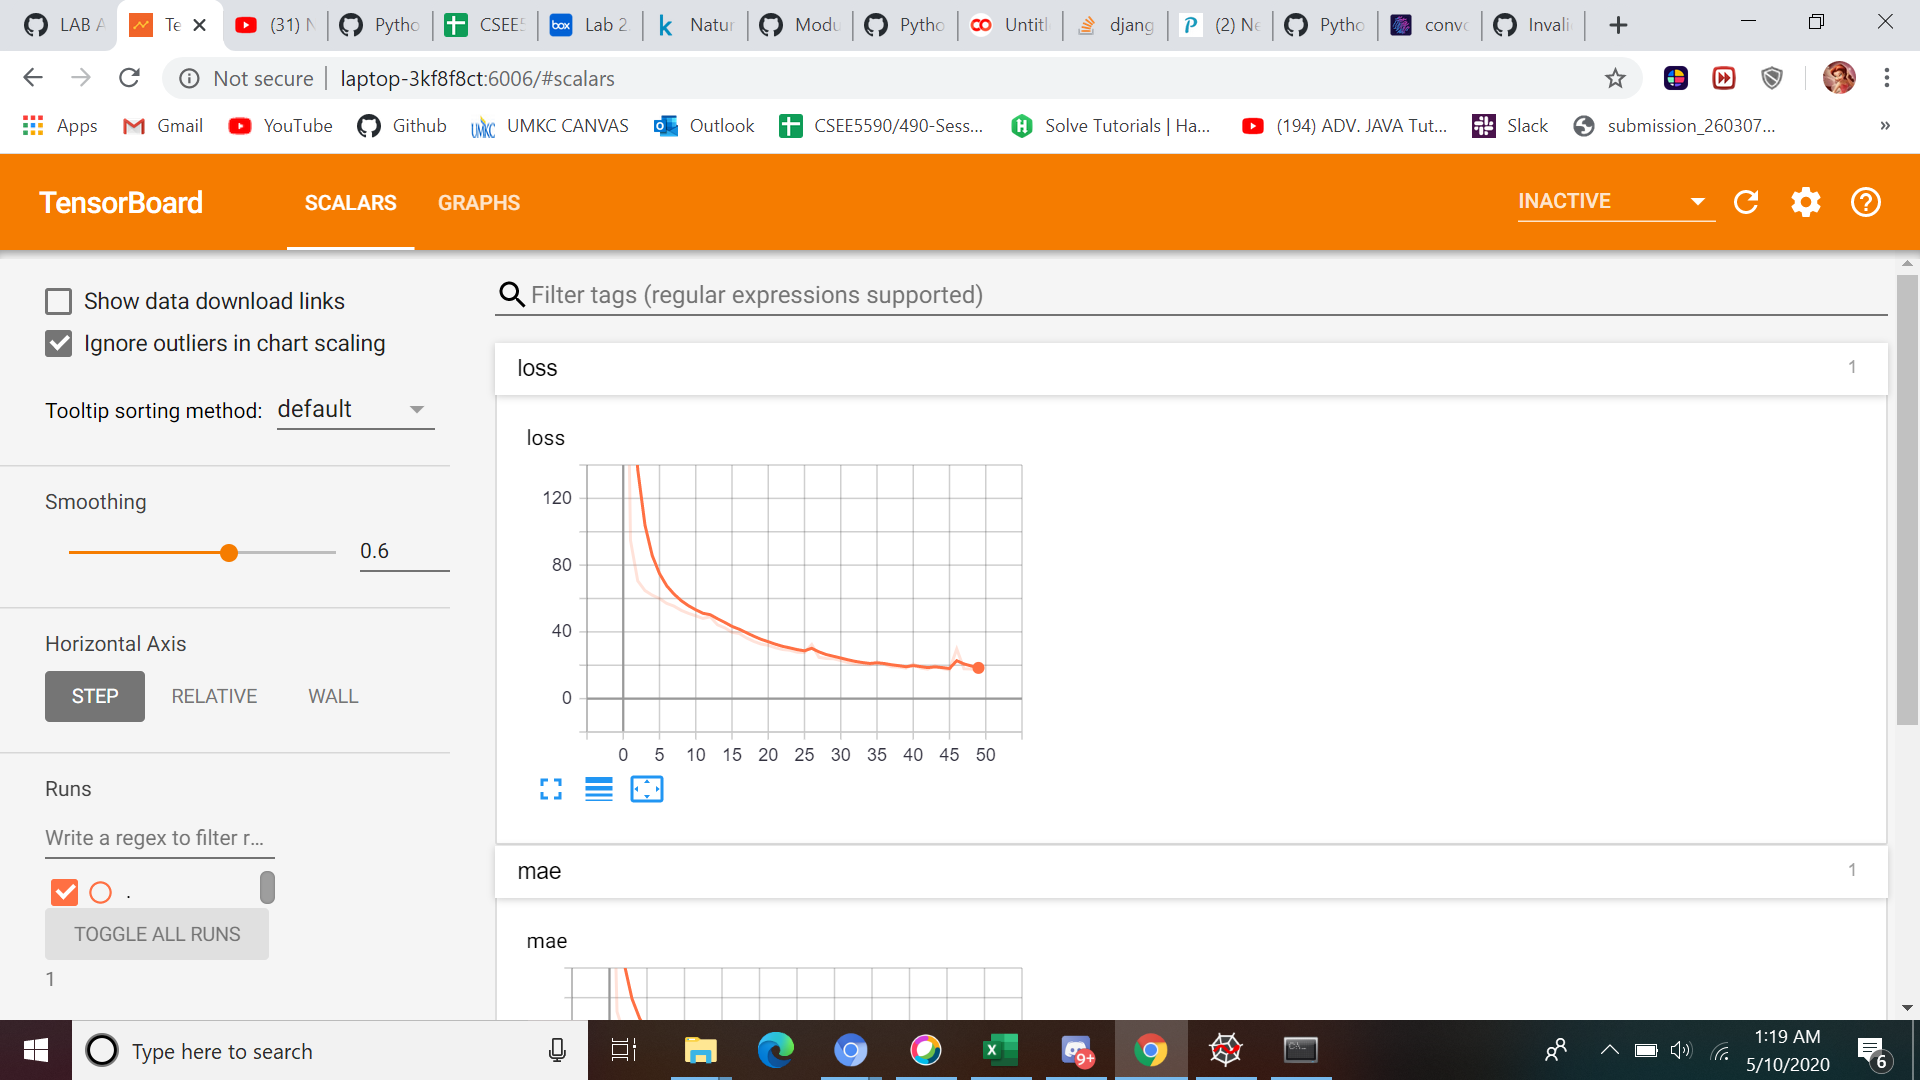 LAB A
Te
(31) N
Pytho
CSEE5
box
Lab 2
k
Natur
Modu
Pytho
Untitl
djang
P
(2) Ne
Pytho
convo
Invali
Not secure
laptop-3kf8f8ct:6006/#scalars
Apps
Gmail
YouTube
Github
UMKC
UMKC CANVAS
Outlook
CSEE5590/490-Sess...
Solve Tutorials | Ha...
(194) ADV. JAVA Tut...
Slack
submission_260307...
»
TensorBoard
SCALARS
GRAPHS
INACTIVE
Show data download links
Ignore outliers in chart scaling
Tooltip sorting method: default
Smoothing
0.6
Horizontal Axis
STEP RELATIVE WALL
Runs
Write a regex to filter r...
.
TOGGLE ALL RUNS
1
Filter tags (regular expressions supported)
loss 1
loss
120
80
40
0
0 5 10 15 20 25 30 35 40 45 50
mae 1
mae
Type here to search
9+
1:19 AM
5/10/2020
6